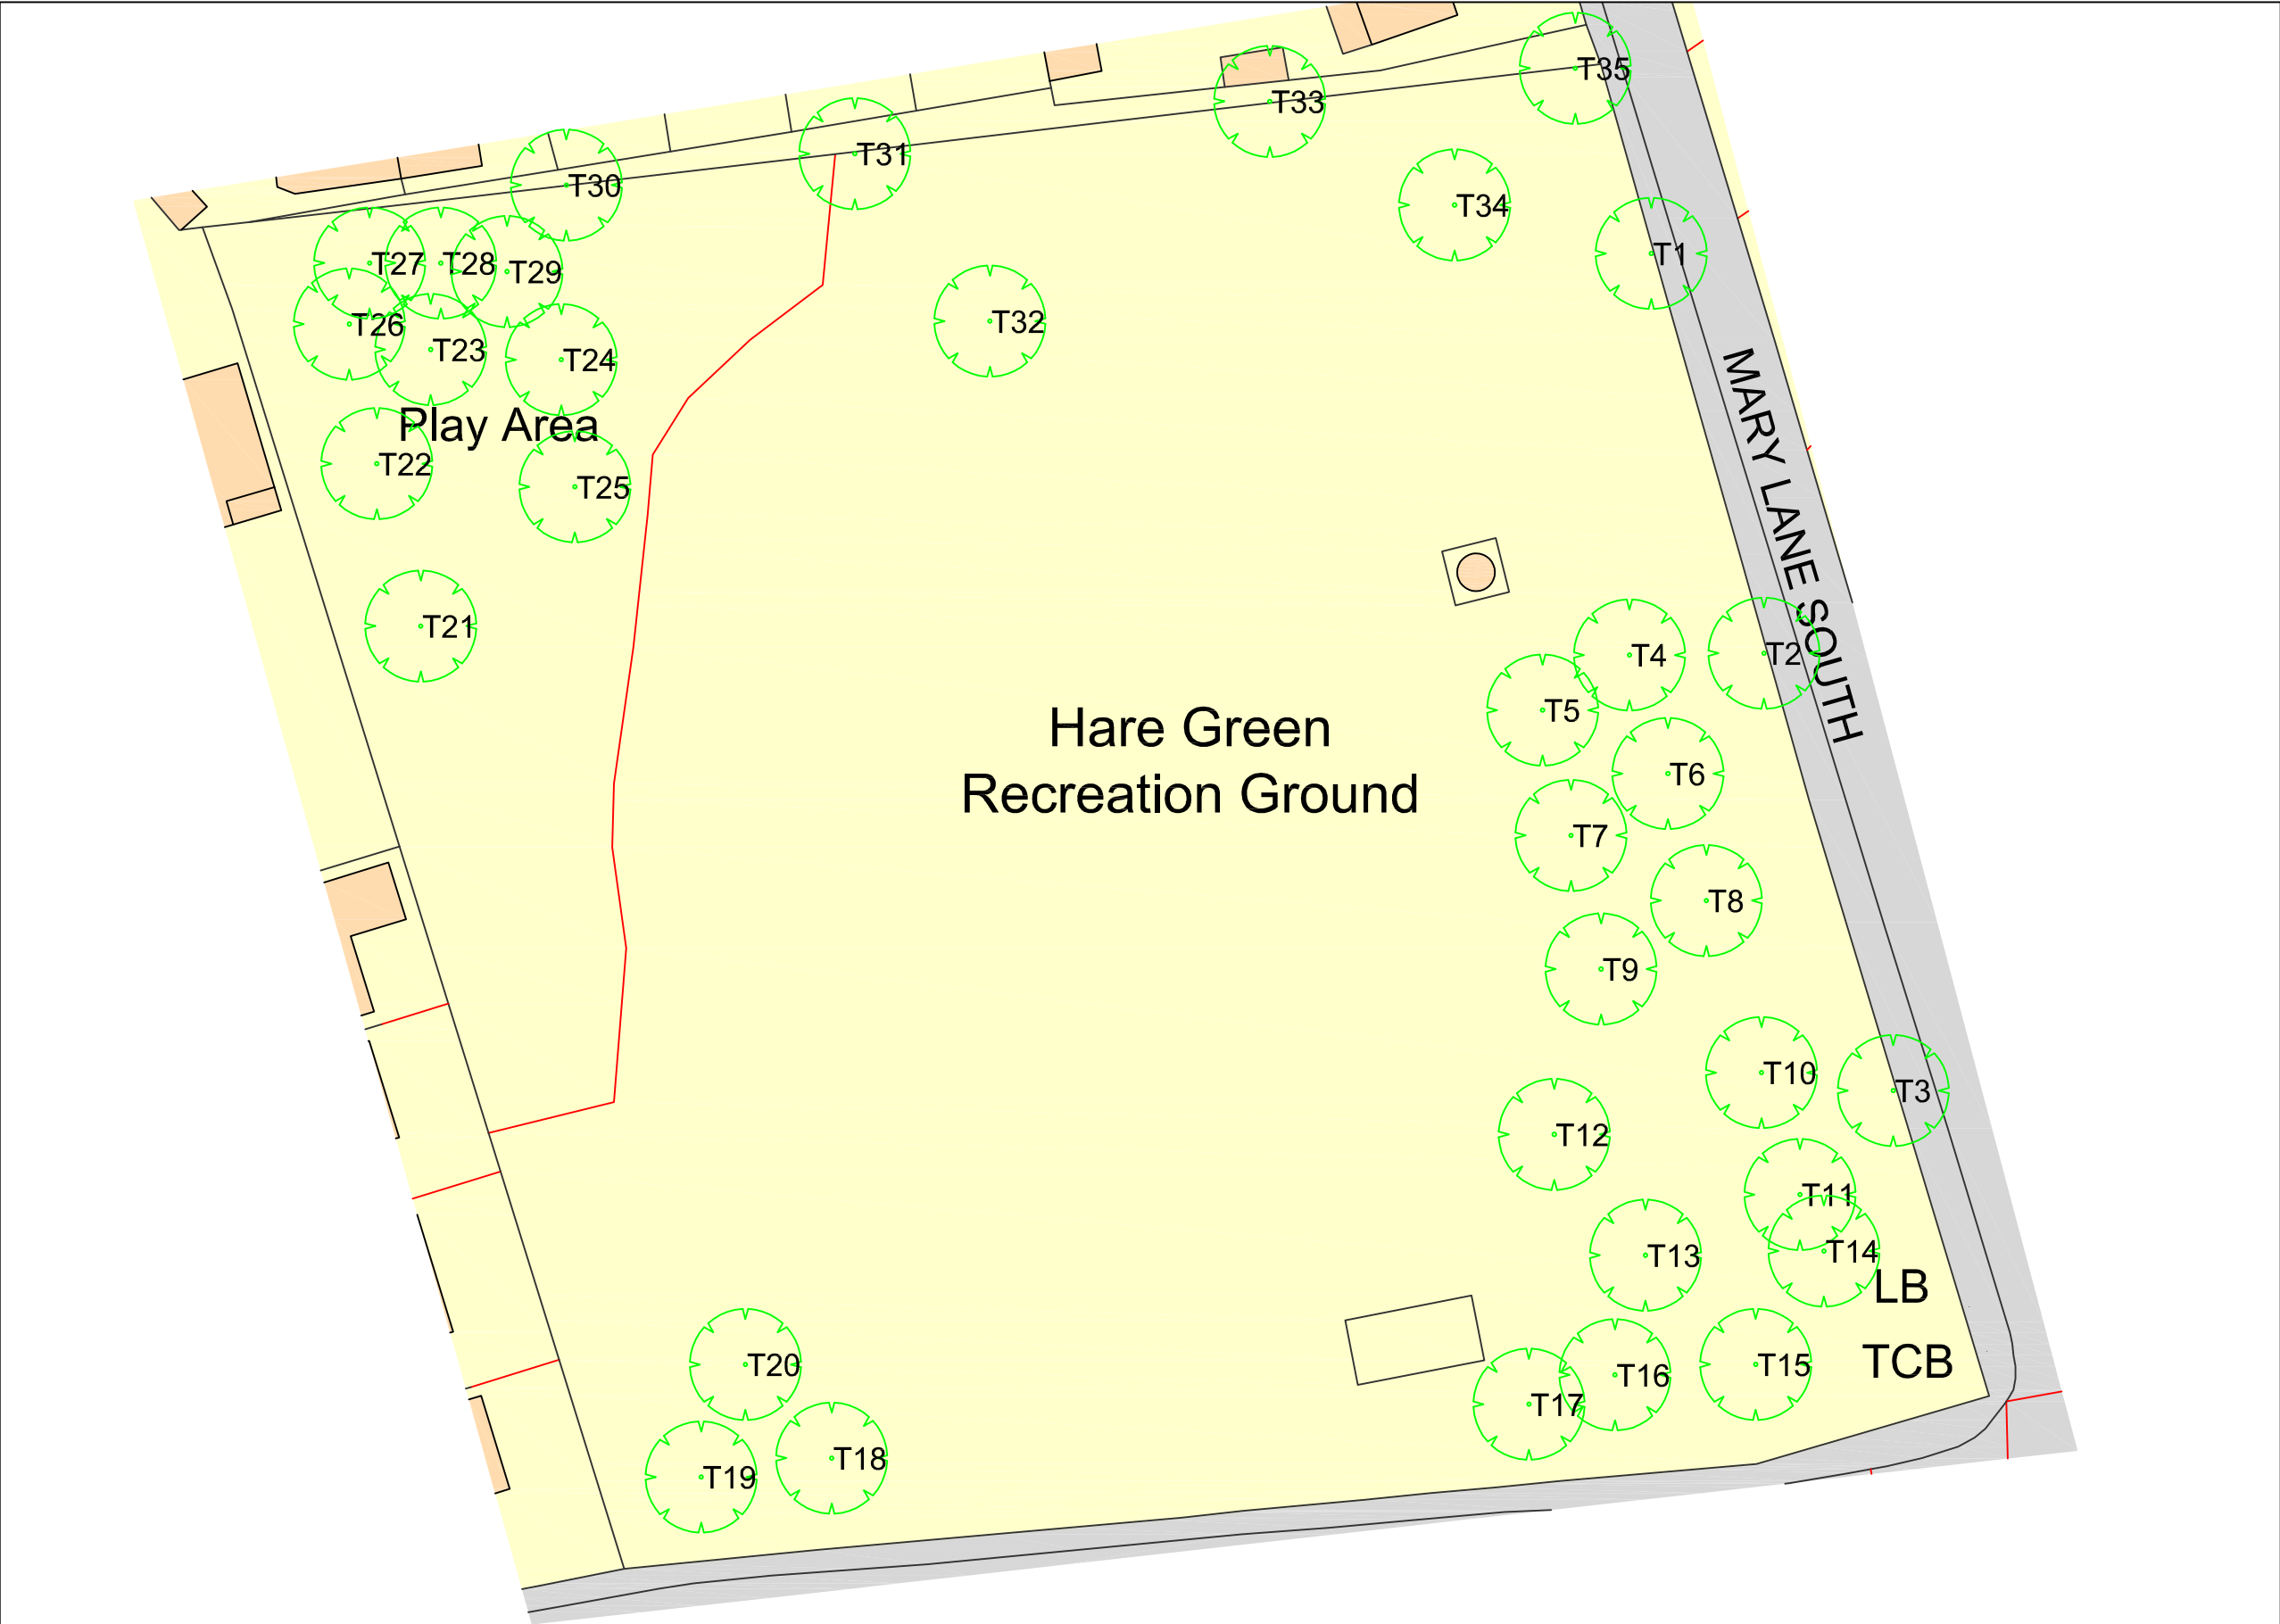 T35
T33
T31
T30
T34
T1
T27
T28
T29
T26
T32
T23
T24
Play Area
T22
T25
MARY LANE SOUTH
T21
T4
T2
T5
Hare Green
Recreation Ground
T6
T7
T8
T9
T10
T3
T12
T11
T13
T14
LB
T20
T16
T15
TCB
T17
T18
T19